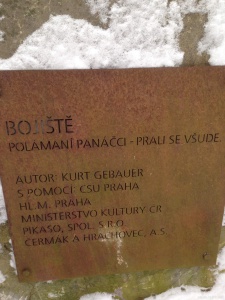 BOJIŠTĚ
POLÁMANÍ PANÁČCI - PRALI SE VŠUDE.
AUTOR: KURT GEBAUER
S POMOCÍ: CSU PRAHA
HL.M. PRAHA
MINISTERSTVO KULTURY ČR
PIKASO, SPOL. S R.O.
ČERMÁK A HRACHOVEC, A.S.